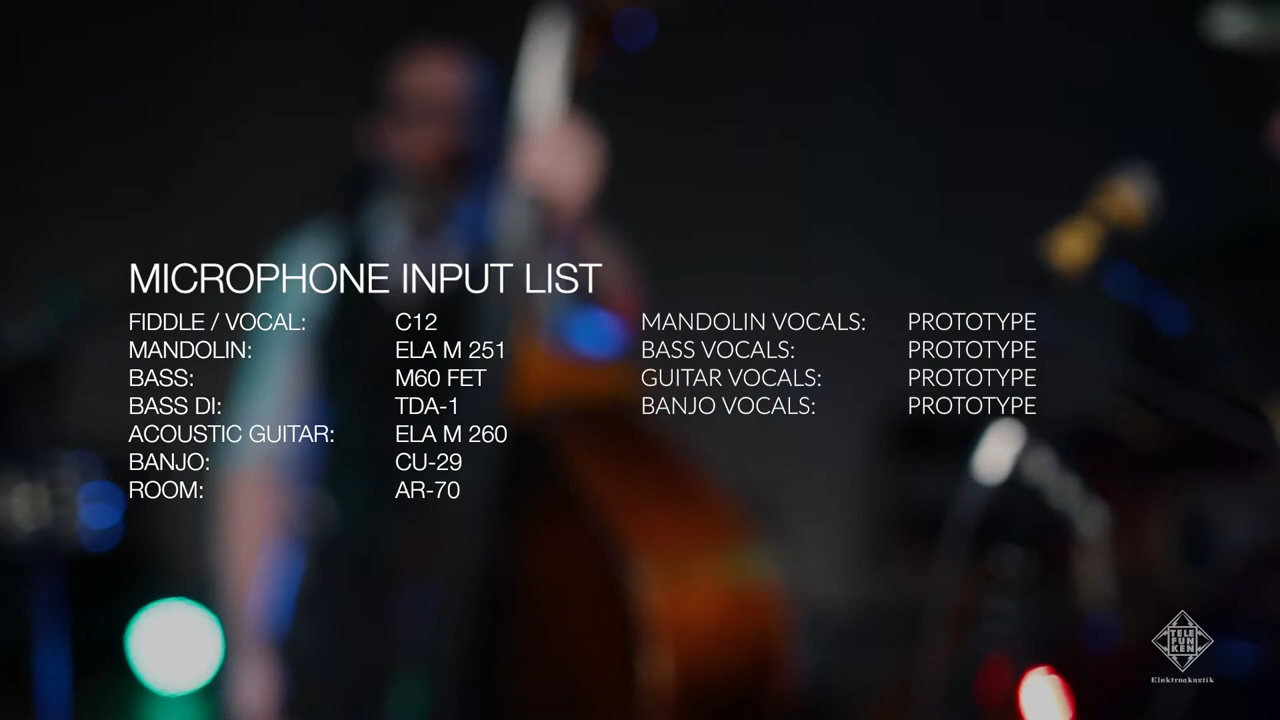 MICROPHONE INPUT LIST
FIDDLE / VOCAL: C12
MANDOLIN: ELA M 251
BASS: M60 FET
BASS DI: TDA-1
ACOUSTIC GUITAR: ELA M 260
BANJO: CU-29
ROOM: AR-70
MANDOLIN VOCALS: PROTOTYPE
BASS VOCALS: PROTOTYPE
GUITAR VOCALS: PROTOTYPE
BANJO VOCALS: PROTOTYPE
TELE
FUN
KEN
Elektroakustik